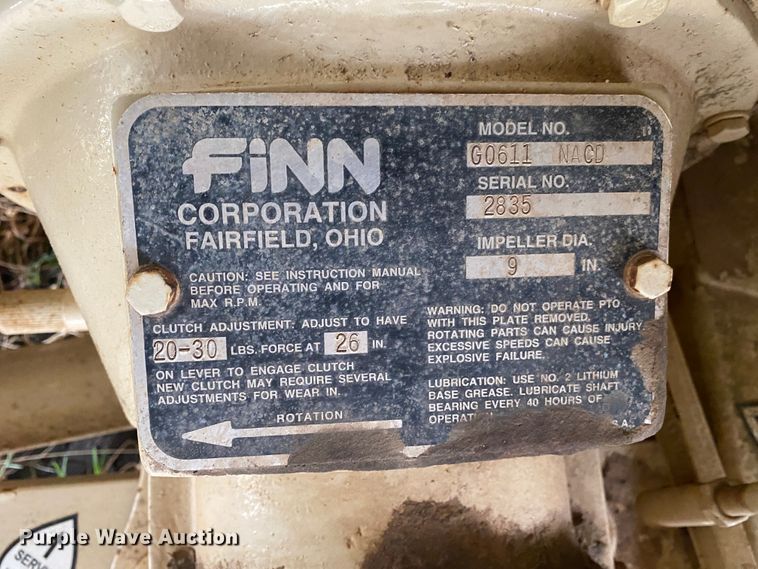 FiNN
CORPORATION
FAIRFIELD, OHIO
MODEL NO.
G0611 NACD
SERIAL NO.
2835
IMPELLER DIA.
9 IN.
CAUTION: SEE INSTRUCTION MANUAL
BEFORE OPERATING AND FOR
MAX R.P.M.
CLUTCH ADJUSTMENT: ADJUST TO HAVE
20-30 LBS. FORCE AT 26 IN.
ON LEVER TO ENGAGE CLUTCH
NEW CLUTCH MAY REQUIRE SEVERAL
ADJUSTMENTS FOR WEAR IN.
ROTATION
WARNING: DO NOT OPERATE PTO
WITH THIS PLATE REMOVED.
ROTATING PARTS CAN CAUSE INJURY
EXCESSIVE SPEEDS CAN CAUSE
EXPLOSIVE FAILURE.
LUBRICATION: USE NO. 2 LITHIUM
BASE GREASE. LUBRICATE SHAFT
BEARING EVERY 40 HOURS OF
Purple Wave Auction